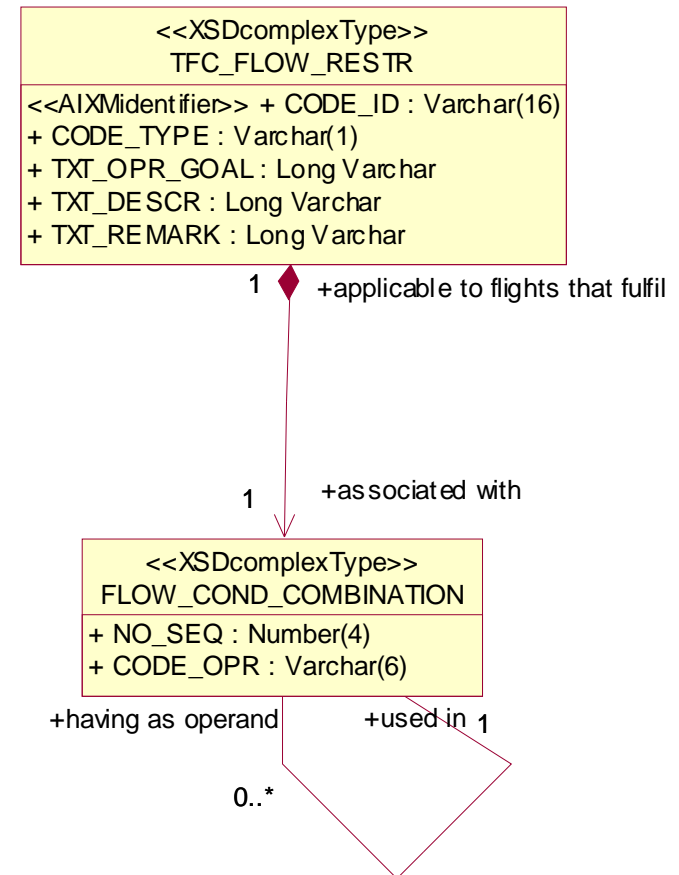 <<XSDcomplexType>>
TFC_FLOW_RESTR
<<AIXMidentifier>> + CODE_ID : Varchar(16)
+ CODE_TYPE : Varchar(1)
+ TXT_OPR_GOAL : Long Varchar
+ TXT_DESCR : Long Varchar
+ TXT_REMARK : Long Varchar
1 +applicable to flights that fulfil
1 +associated with
<<XSDcomplexType>>
FLOW_COND_COMBINATION
+ NO_SEQ : Number(4)
+ CODE_OPR : Varchar(6)
+having as operand +used in 1
0..*